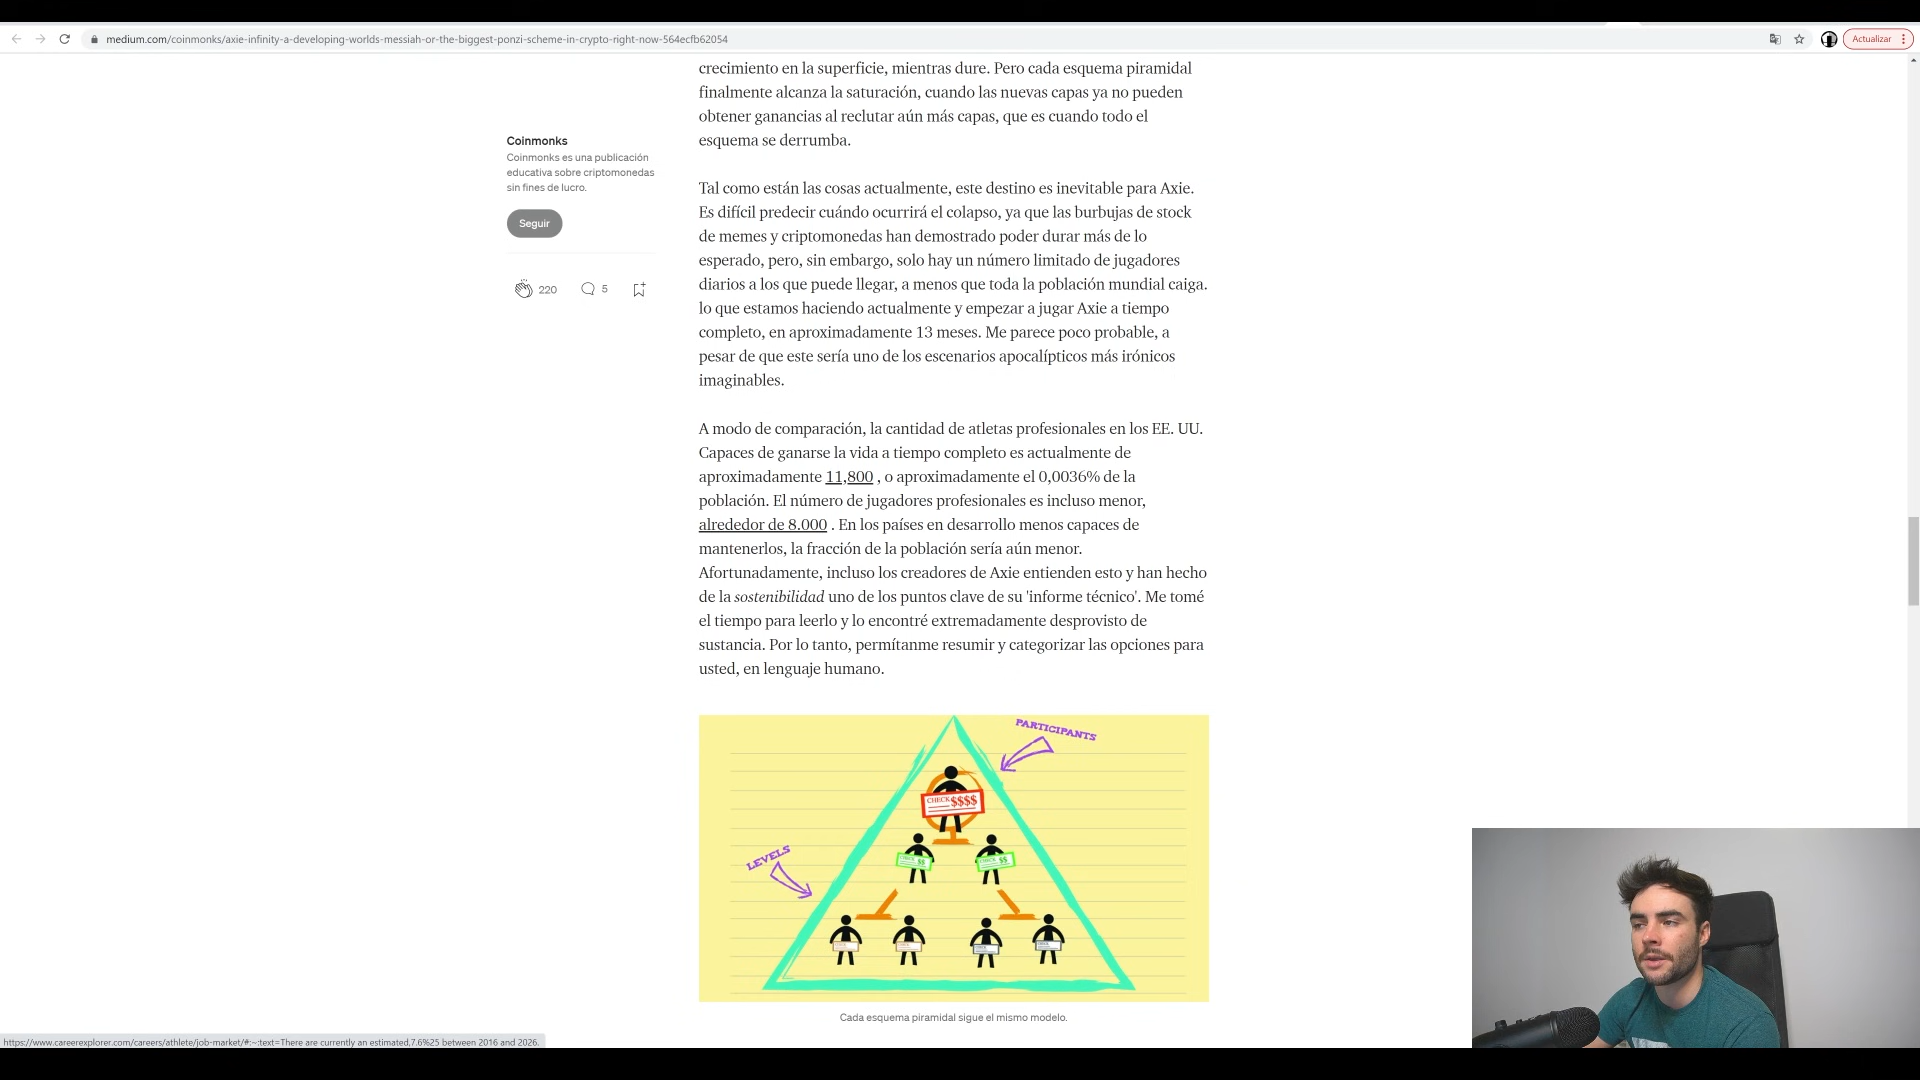 medium.com/coinmonks/axie-infinity-a-developing-worlds-messiah-or-the-biggest-ponzi-scheme-in-crypto-right-now-564ecfb62054
Actualizar
Coinmonks
Coinmonks es una publicación
educativa sobre criptomonedas
sin fines de lucro.
Seguir
220
5
crecimiento en la superficie, mientras dure. Pero cada esquema piramidal
finalmente alcanza la saturación, cuando las nuevas capas ya no pueden
obtener ganancias al reclutar aún más capas, que es cuando todo el
esquema se derrumba.
Tal como están las cosas actualmente, este destino es inevitable para Axie.
Es difícil predecir cuándo ocurrirá el colapso, ya que las burbujas de stock
de memes y criptomonedas han demostrado poder durar más de lo
esperado, pero, sin embargo, solo hay un número limitado de jugadores
diarios a los que puede llegar, a menos que toda la población mundial caiga.
lo que estamos haciendo actualmente y empezar a jugar Axie a tiempo
completo, en aproximadamente 13 meses. Me parece poco probable, a
pesar de que este sería uno de los escenarios apocalípticos más irónicos
imaginables.
A modo de comparación, la cantidad de atletas profesionales en los EE. UU.
Capaces de ganarse la vida a tiempo completo es actualmente de
aproximadamente 11,800 , o aproximadamente el 0,0036% de la
población. El número de jugadores profesionales es incluso menor,
alrededor de 8.000 . En los países en desarrollo menos capaces de
mantenerlos, la fracción de la población sería aún menor.
Afortunadamente, incluso los creadores de Axie entienden esto y han hecho
de la sostenibilidad uno de los puntos clave de su 'informe técnico'. Me tomé
el tiempo para leerlo y lo encontré extremadamente desprovisto de
sustancia. Por lo tanto, permítanme resumir y categorizar las opciones para
usted, en lenguaje humano.
PARTICIPANTS
CHECK $$$$
CHECK $$
CHECK $$
LEVELS
CHECK
CHECK
Cada esquema piramidal sigue el mismo modelo.
https://www.careerexplorer.com/careers/athlete/job-market/#:~:text=There are currently an estimated,7.6%25 between 2016 and 2026.